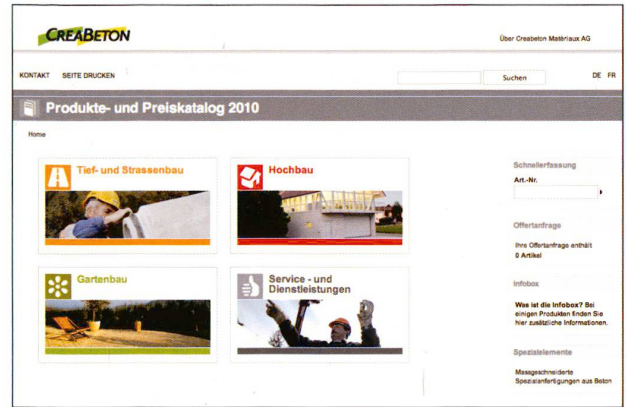 CREABETON
Über Creabeton Matériaux AG
KONTAKT SEITE DRUCKEN
Suchen
DE FR
Produkte- und Preiskatalog 2010
Home
Tief- und Strassenbau
Hochbau
Gartenbau
Service - und
Dienstleistungen
Schnellerfassung
Art.-Nr.
Offertanfrage
Ihre Offertanfrage enthält
0 Artikel
Infobox
Was ist die Infobox? Bei
einigen Produkten finden Sie
hier zusätzliche Informationen.
Spezialelemente
Massgeschneiderte
Spezialanfertigungen aus Beton